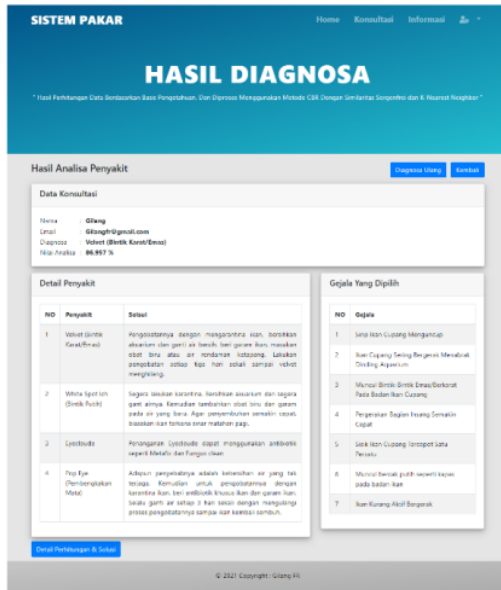 SISTEM PAKAR
Home Konsultasi Informasi
HASIL DIAGNOSA
" Hasil Perhitungan Data Berdasarkan Basis Pengetahuan, Dan Diproses Menggunakan Metode CBR Dengan Similaritas Sorgenfrei dan K-Nearest Neighbor "
Hasil Analisa Penyakit
Diagnosa Ulang Kembali
Data Konsultasi
Nama : Gilang
Email : Gilangfr@gmail.com
Diagnosa : Velvet (Bintik Karat/Emas)
Nilai Analisa : 86.957 %
Detail Penyakit
NO Penyakit Solusi
1 Velvet (Bintik Karat/Emas)
Pengobatannya dengan mengarantina ikan, bersihkan
akuarium dan ganti air bersih, beri garam ikan, masukan
obat biru atau air rendaman ketapang. Lakukan
pengobatan setiap tiga hari sekali sampai velvet
menghilang.
2 White Spot Ich (Bintik Putih)
Segera lakukan karantina. Bersihkan akuarium dan segera
ganti airnya. Kemudian tambahkan obat biru dan garam
pada air yang baru. Agar penyembuhan semakin cepat,
biasakan ikan terkena sinar matahari pagi.
3 Eyeclouds
Penanganan Eyeclouds dapat menggunakan antibiotik
seperti Metafix dan Fungus clean
4 Pop Eye (Pembengkakan Mata)
Adapun penyebabnya adalah kebersihan air yang tak
terjaga. Kemudian untuk pengobatannya dengan
karantina ikan, beri antibiotik khusus ikan dan garam ikan.
Selalu ganti air setiap 3 hari sekali dengan mengulangi
proses pengobatannya sampai ikan kembali sembuh.
Gejala Yang Dipilih
NO Gejala
1 Sirip Ikan Cupang Menguncup
2 Ikan Cupang Sering Bergerak Menabrak
Dinding Aquarium
3 Muncul Bintik-Bintik Emas/Berkarat
Pada Badan Ikan Cupang
4 Pergerakan Bagian Insang Semakin
Cepat
5 Sisik Ikan Cupang Terdapat Satu
6 Muncul Bercak putih seperti kapas
pada badan ikan
7 Ikan Kurang Aktif Bergerak
Detail Perhitungan & Solusi
© 2021 Copyright : Gilang FR